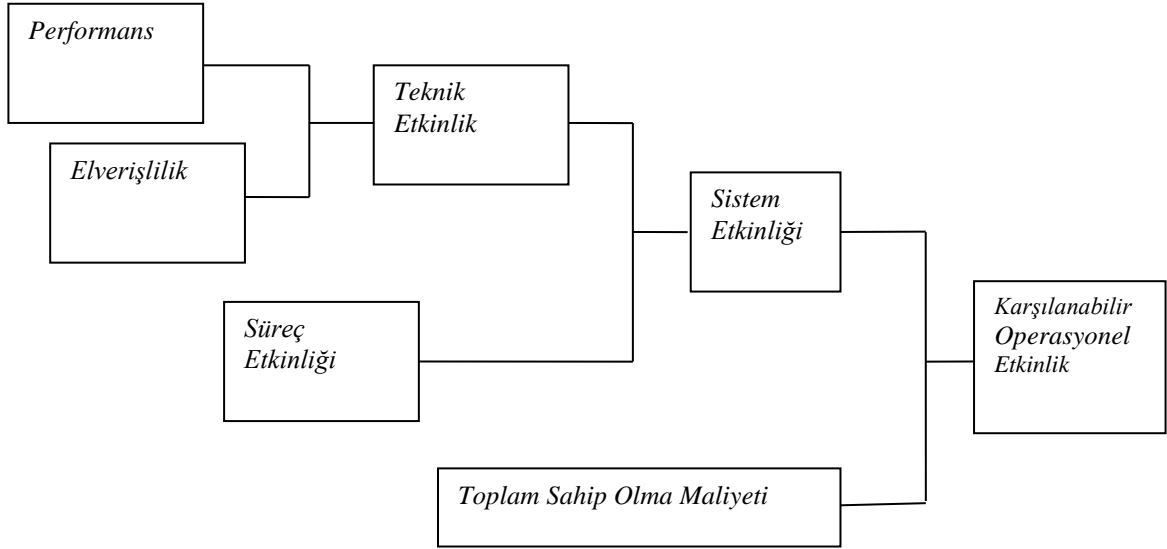 Performans
Teknik
Etkinlik
Elverişlilik
Sistem
Etkinliği
Süreç
Etkinliği
Karşılanabilir
Operasyonel
Etkinlik
Toplam Sahip Olma Maliyeti